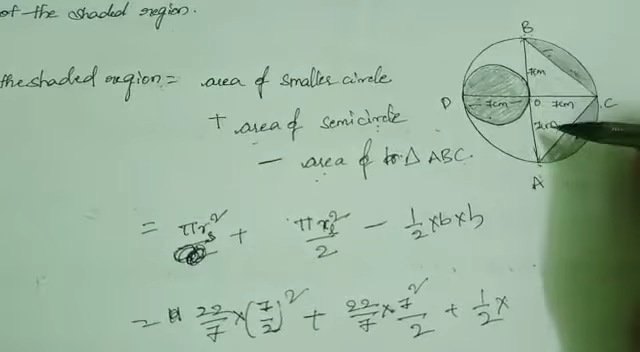 of the shaded region.
the shaded region = area of smaller circle
+ area of semicircle
- area of Δ ABC.
= πr² + πr²/2 - 1/2 × b × h
= 22/7 × (7/2)² + 22/7 × 7²/2 + 1/2 ×
B
7cm
D 7cm O 7cm C
A